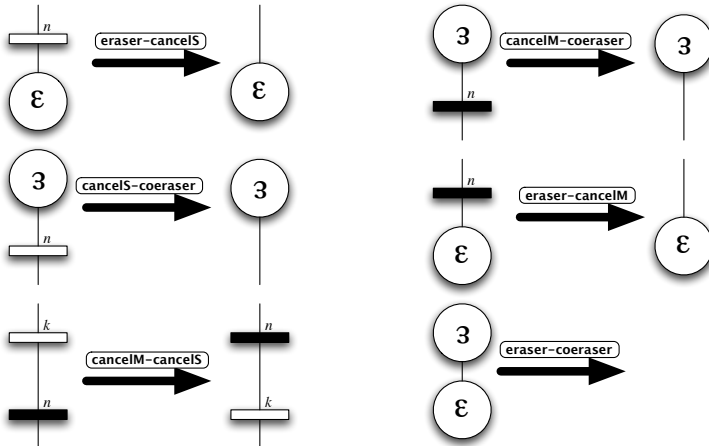 n
eraser-cancelS
ε
ε
з
cancelM-coeraser
з
n
з
cancelS-coeraser
з
n
n
eraser-cancelM
ε
ε
k
cancelM-cancelS
n
n
k
з
eraser-coeraser
ε